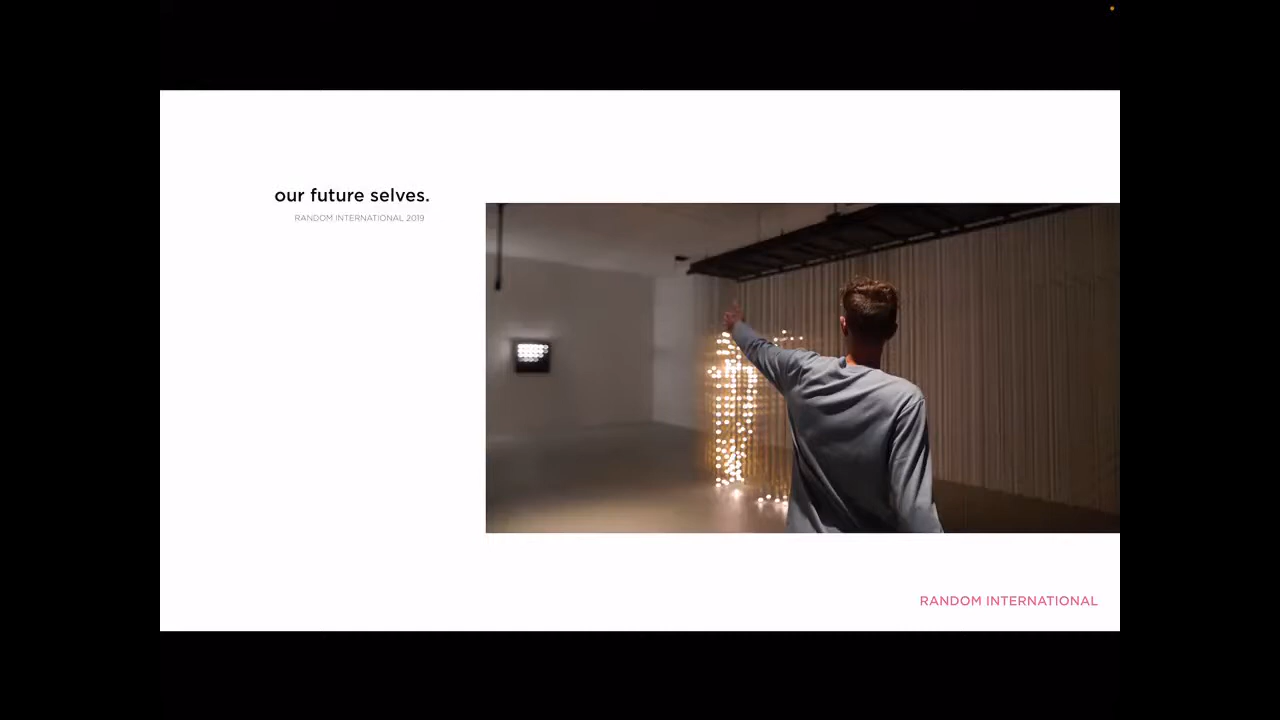 our future selves.
RANDOM INTERNATIONAL 2019
RANDOM INTERNATIONAL